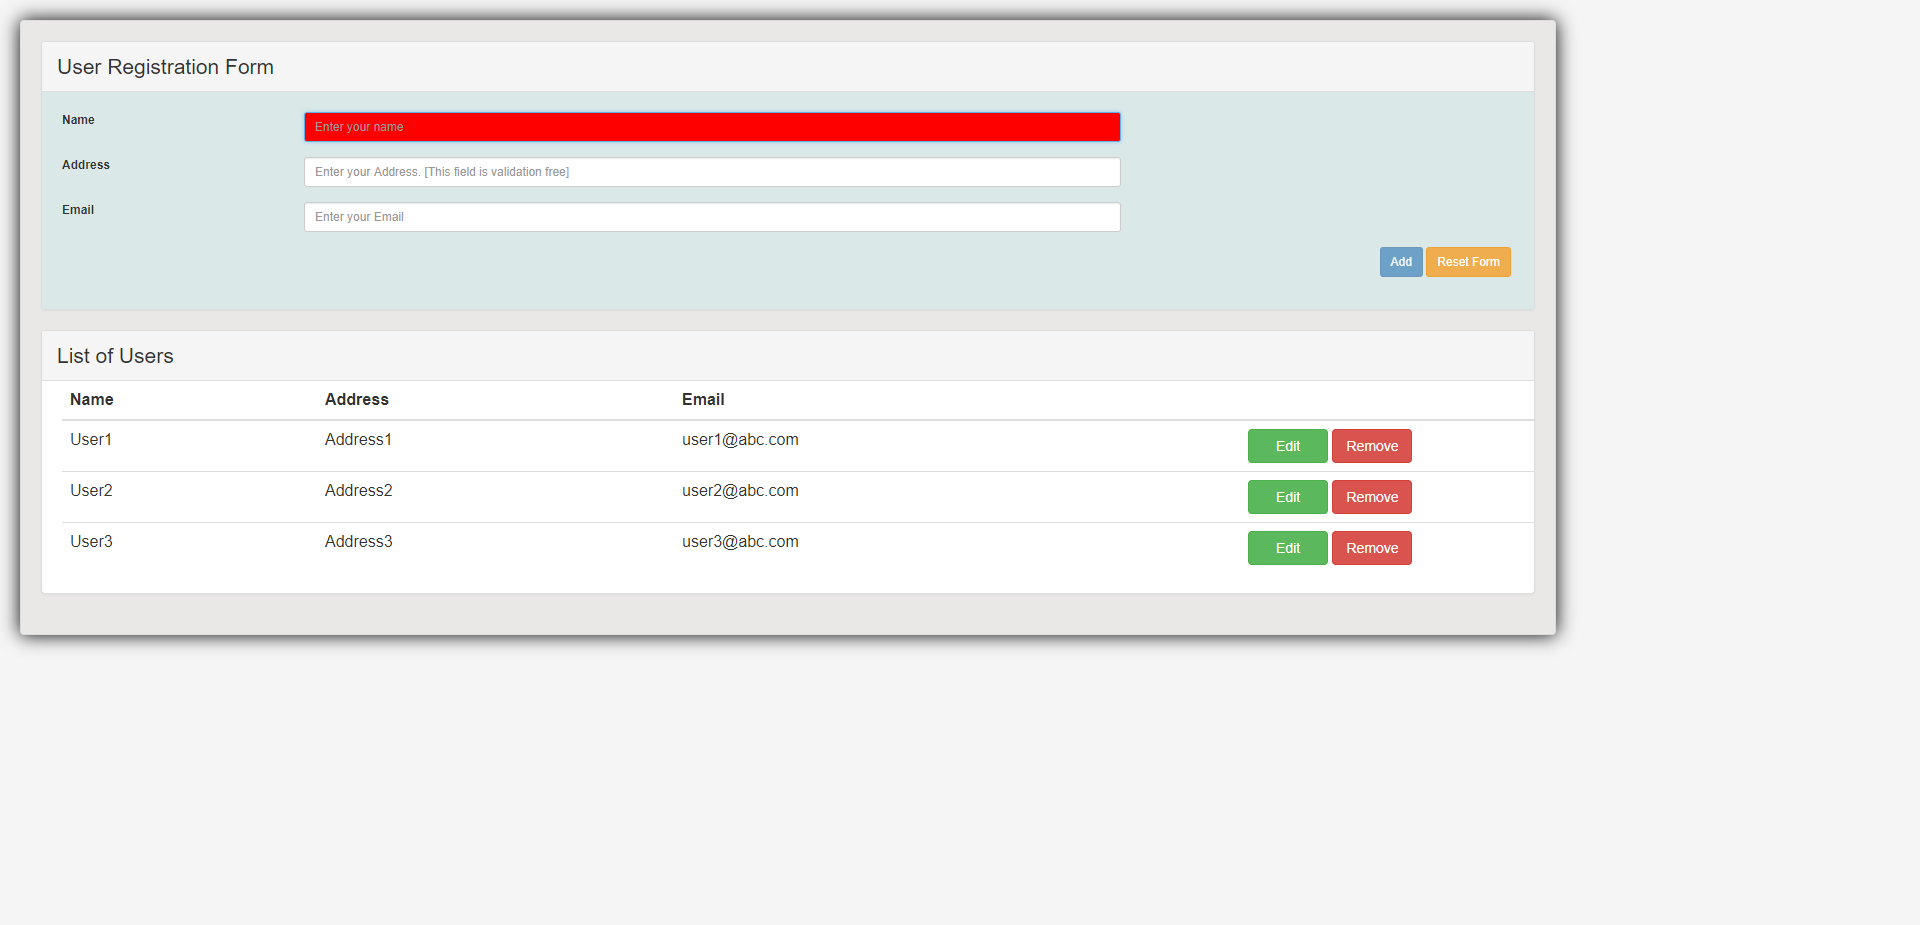 User Registration Form
Name
Enter your name
Address
Enter your Address. [This field is validation free]
Email
Enter your Email
Add Reset Form
List of Users
Name Address Email
User1 Address1 user1@abc.com Edit Remove
User2 Address2 user2@abc.com Edit Remove
User3 Address3 user3@abc.com Edit Remove